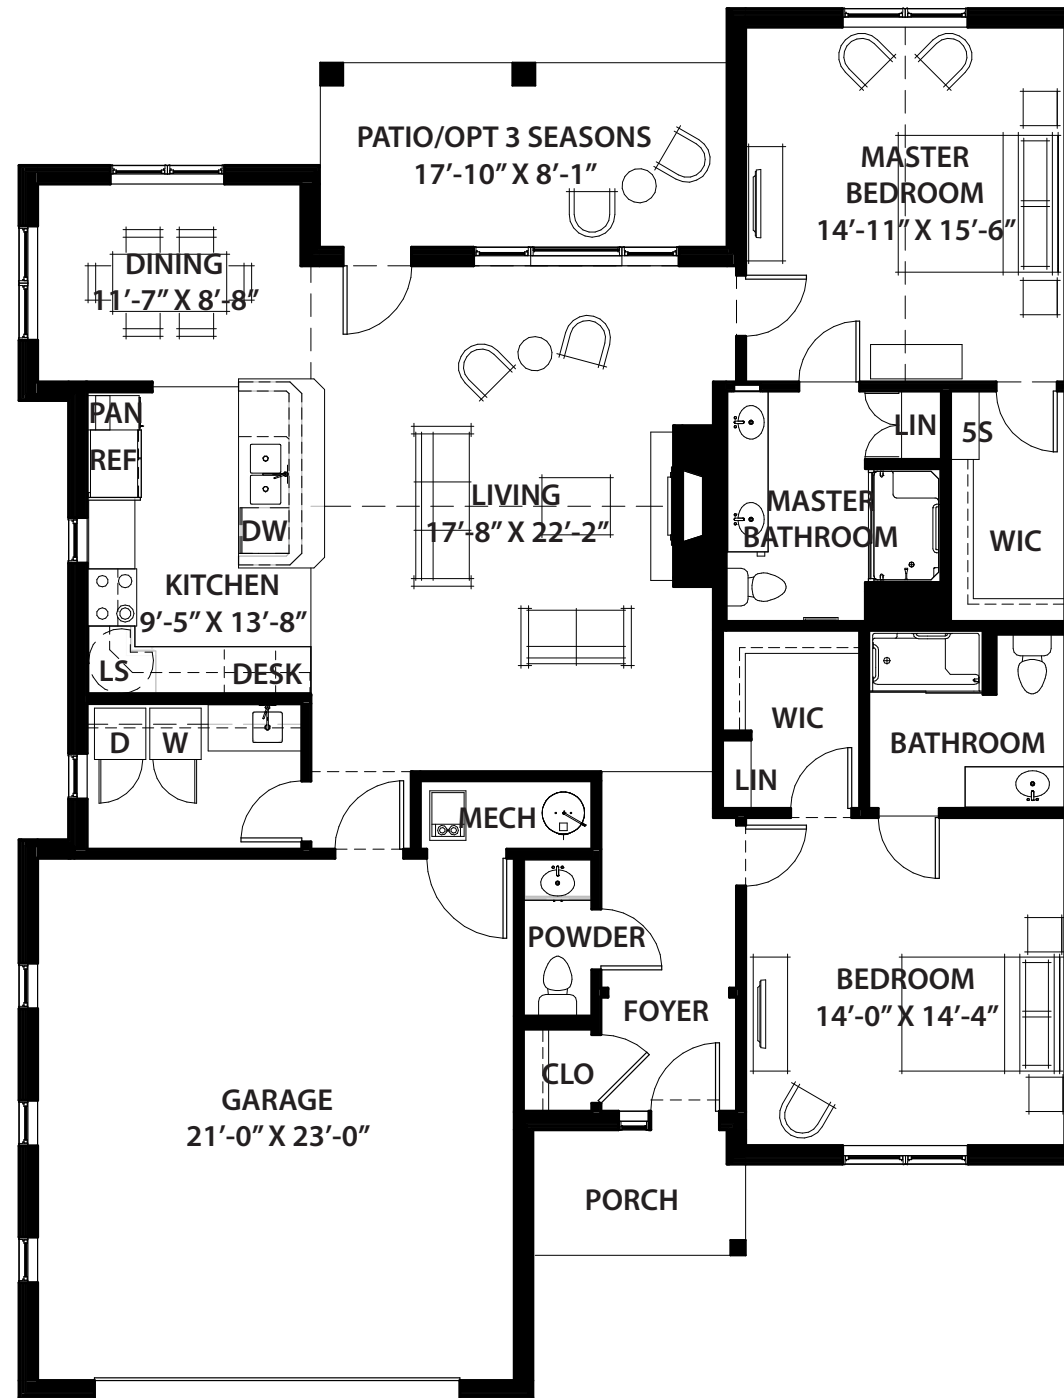 PATIO/OPT 3 SEASONS
17'-10" X 8'-1"
MASTER
BEDROOM
14'-11" X 15'-6"
DINING
11'-7" X 8'-8"
PAN
REF
DW
LIVING
17'-8" X 22'-2"
LIN
5S
MASTER
BATHROOM
WIC
KITCHEN
9'-5" X 13'-8"
LS
DESK
D
W
WIC
BATHROOM
LIN
MECH
POWDER
FOYER
BEDROOM
14'-0" X 14'-4"
CLO
GARAGE
21'-0" X 23'-0"
PORCH